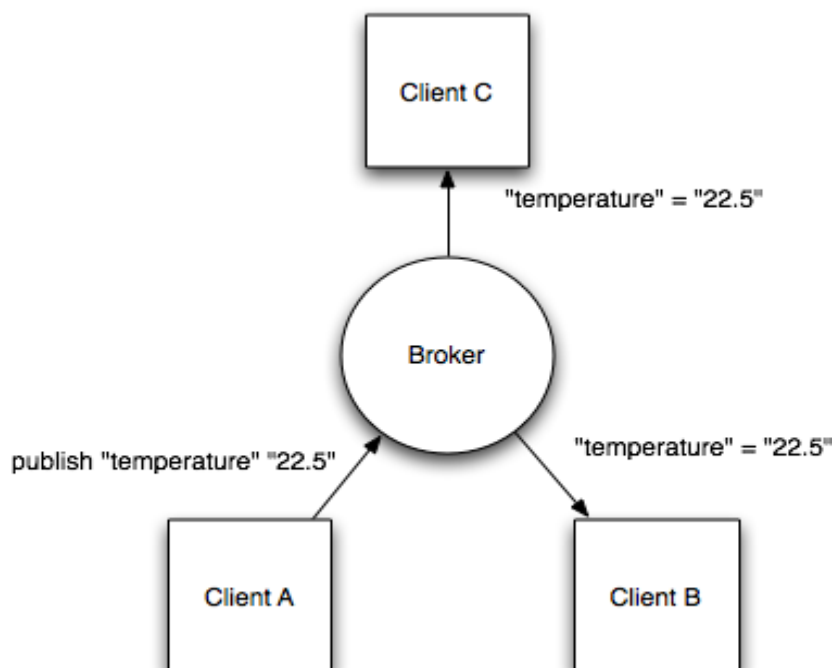 Client C
"temperature" = "22.5"
Broker
publish "temperature" "22.5"
"temperature" = "22.5"
Client A
Client B